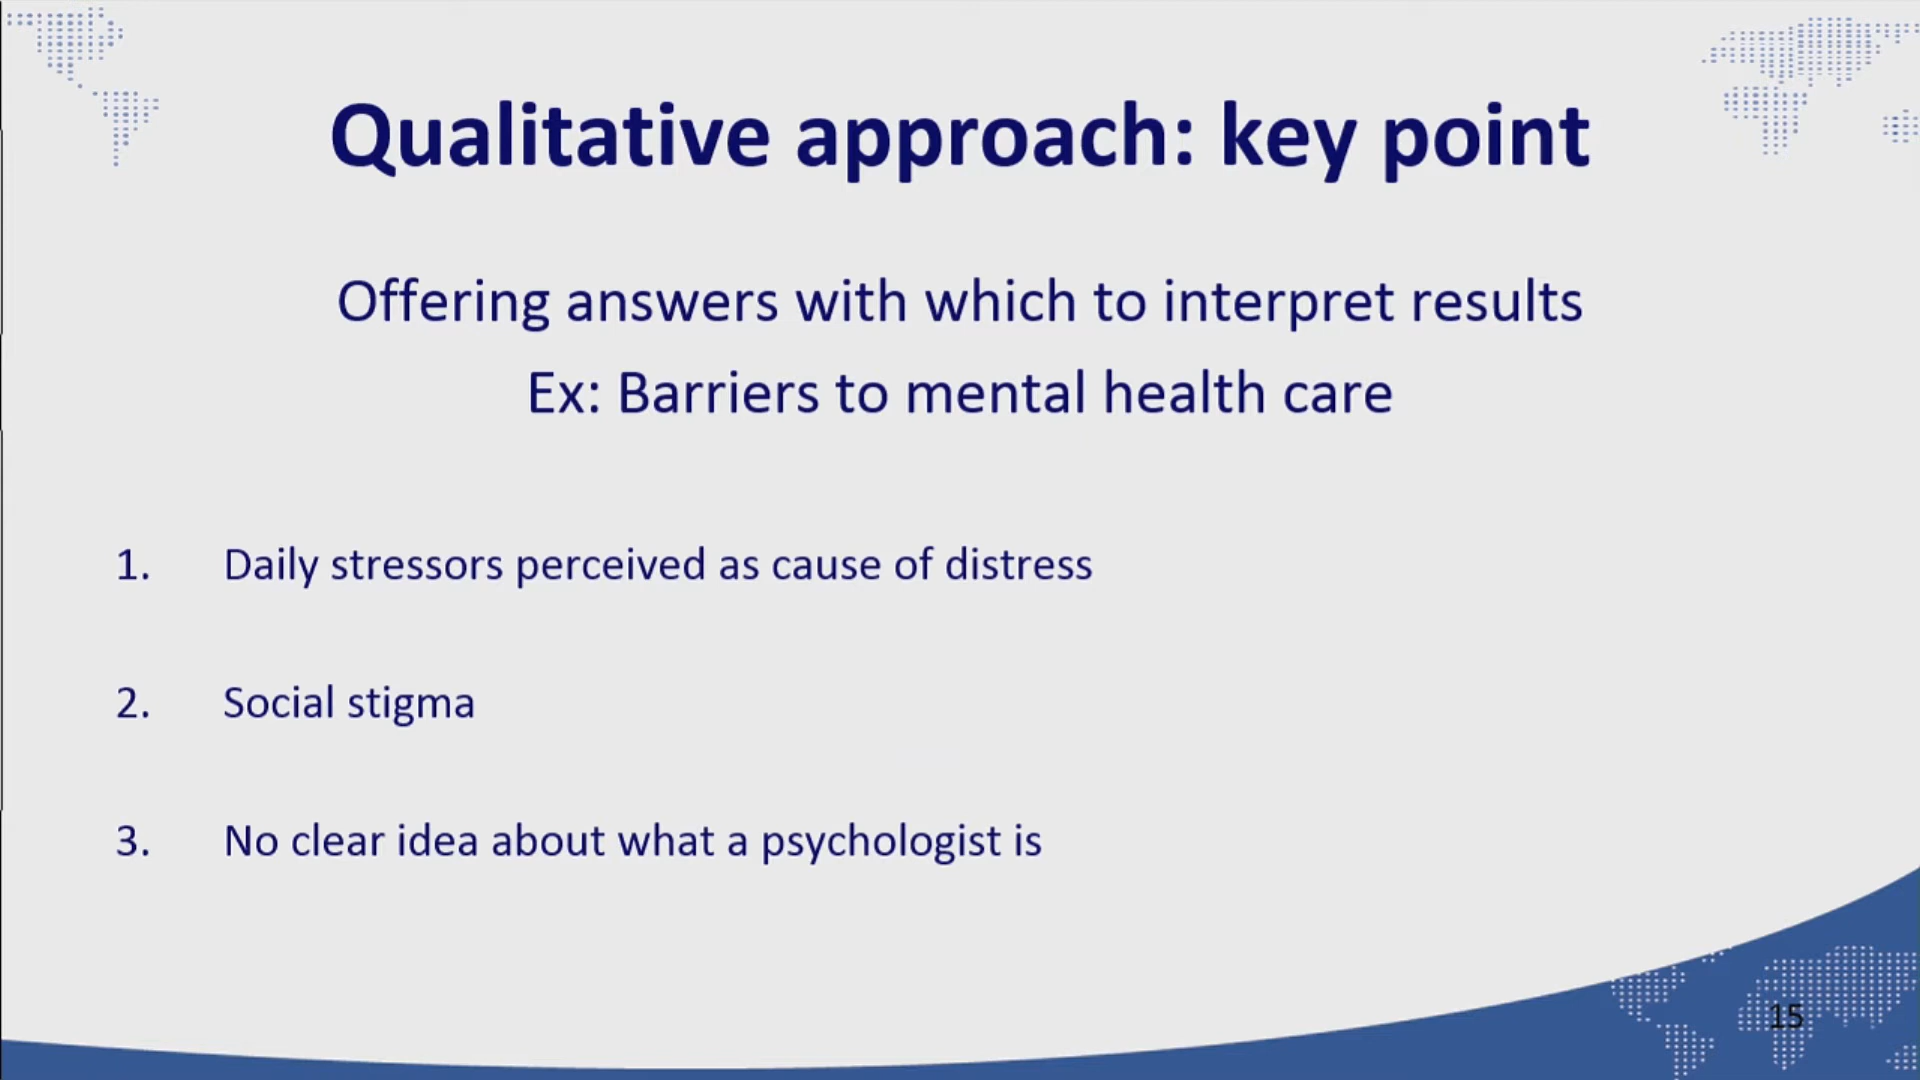 Qualitative approach: key point
Offering answers with which to interpret results
Ex: Barriers to mental health care
1. Daily stressors perceived as cause of distress
2. Social stigma
3. No clear idea about what a psychologist is
15